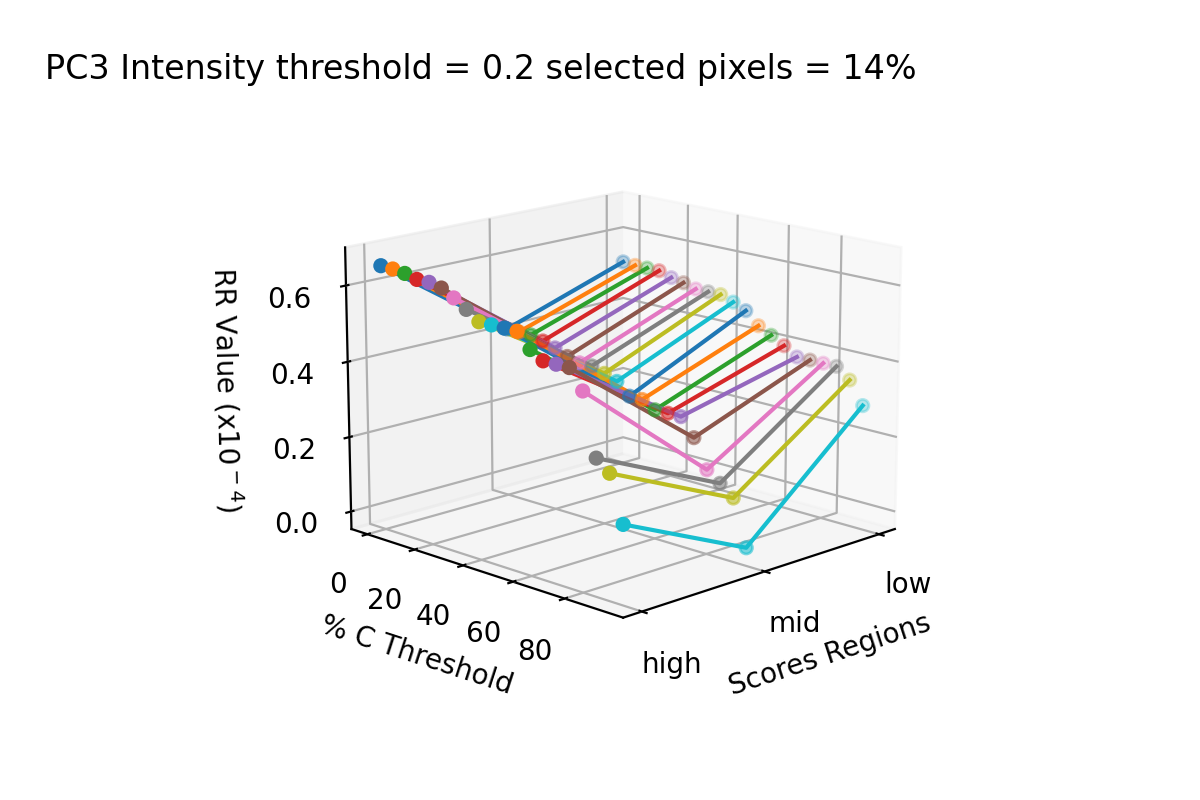 PC3 Intensity threshold = 0.2 selected pixels = 14%
RR Value (x10⁻⁴)
0.6
0.4
0.2
0.0
0
20
40
60
80
% C Threshold
high
mid
low
Scores Regions